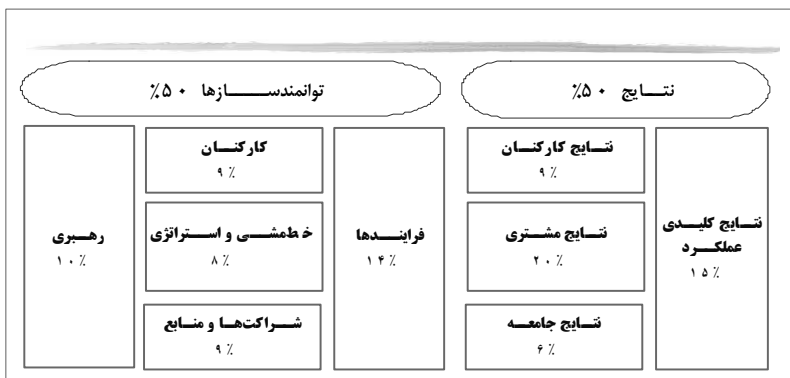 توانمندسازها ۵۰٪
نتایج ۵۰٪
رهبری
۱۰٪
کارکنان
۹٪
خط‌مشی و استراتژی
۸٪
شراکت‌ها و منابع
۹٪
فرایندها
۱۴٪
نتایج کارکنان
۹٪
نتایج مشتری
۲۰٪
نتایج جامعه
۶٪
نتایج کلیدی
عملکرد
۱۵٪